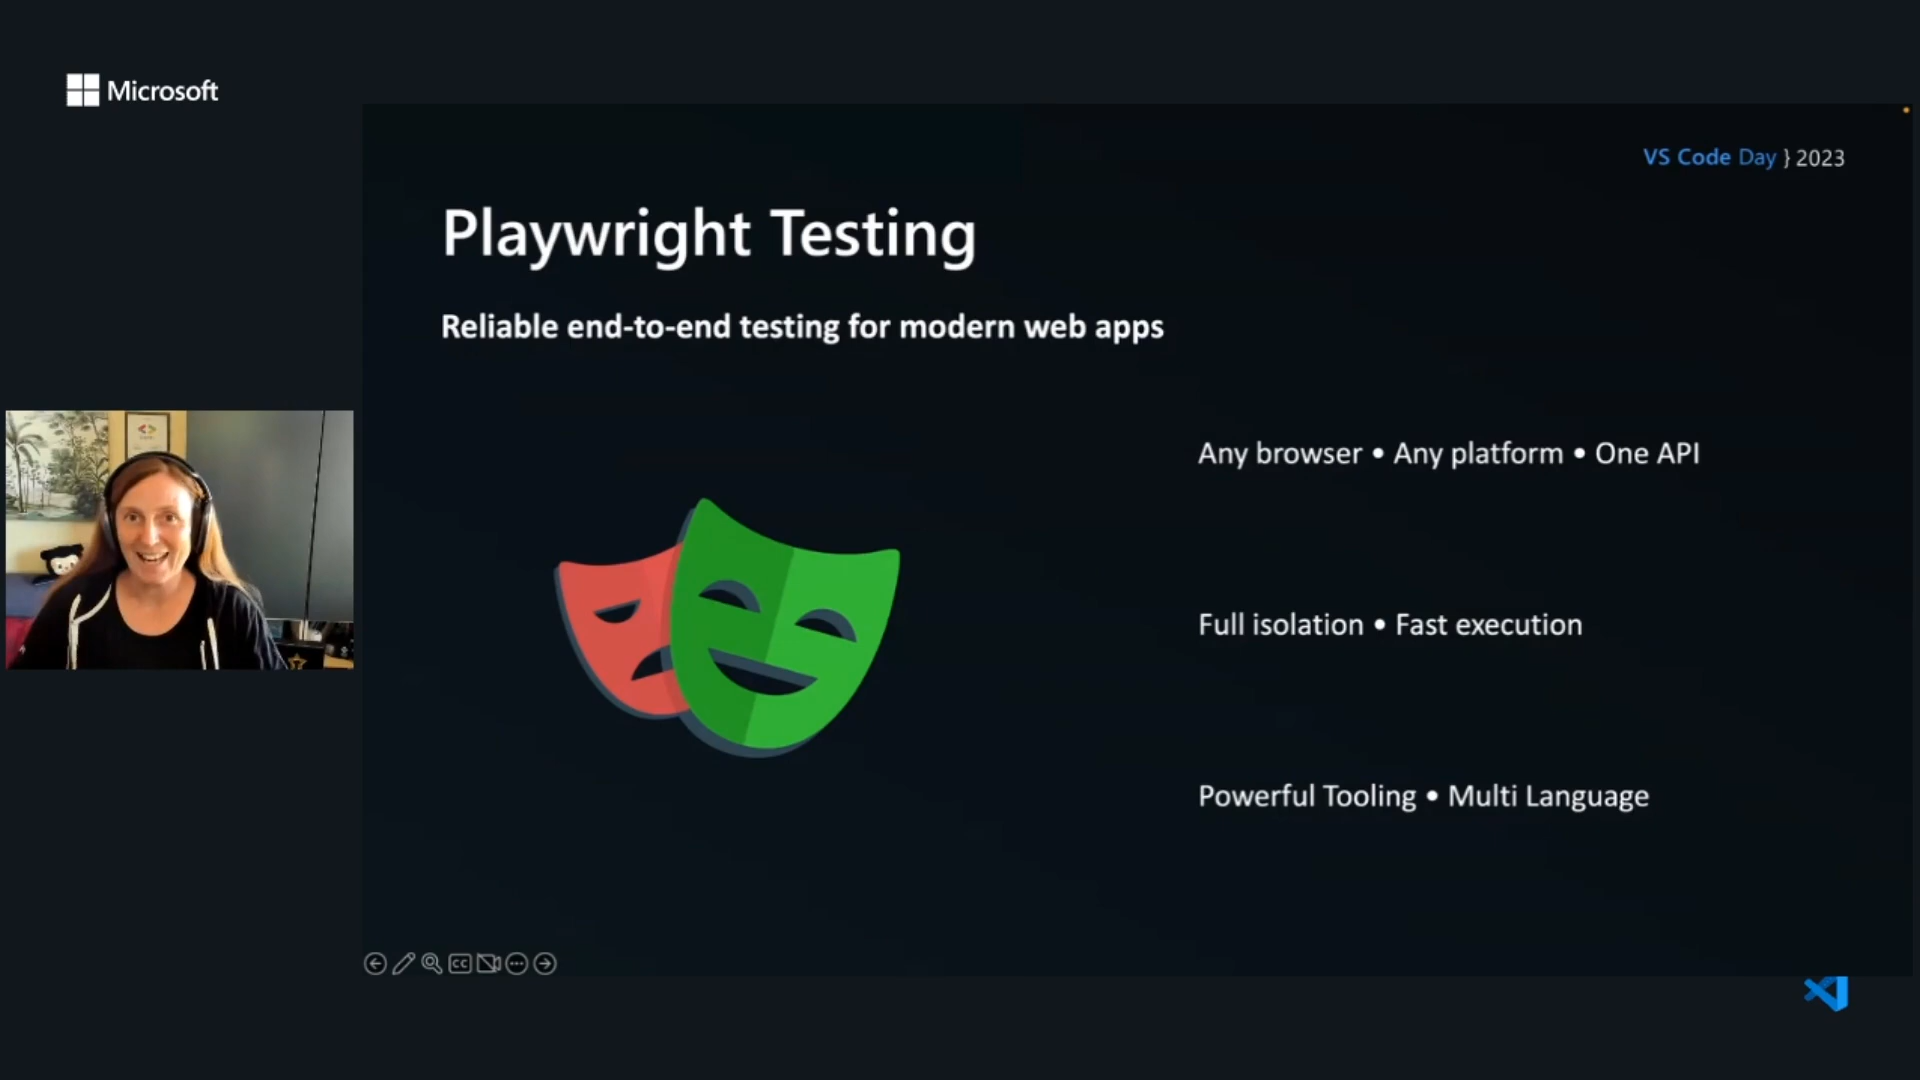 Microsoft
VS Code Day } 2023
Playwright Testing
Reliable end-to-end testing for modern web apps
Any browser • Any platform • One API
Full isolation • Fast execution
Powerful Tooling • Multi Language
CC